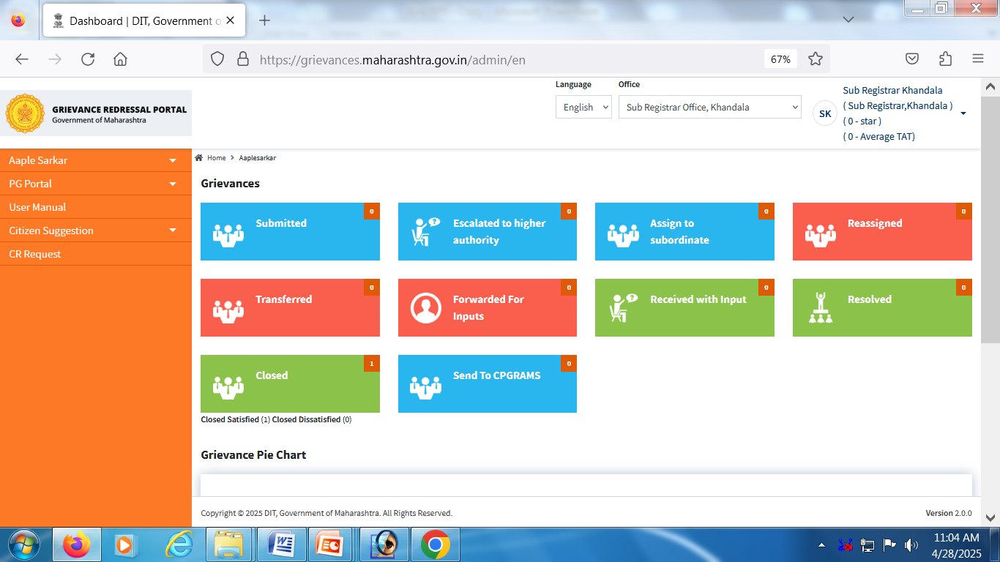 Dashboard | DIT, Government o
https://grievances.maharashtra.gov.in/admin/en
67%
GRIEVANCE REDRESSAL PORTAL
Government of Maharashtra
Language
English
Office
Sub Registrar Office, Khandala
SK
Sub Registrar Khandala
( Sub Registrar,Khandala )
( 0 - star )
( 0 - Average TAT)
Aaple Sarkar
PG Portal
User Manual
Citizen Suggestion
CR Request
Home > Aaplesarkar
Grievances
Submitted
0
Escalated to higher
authority
0
Assign to
subordinate
0
Reassigned
0
Transferred
0
Forwarded For
Inputs
0
Received with Input
0
Resolved
0
Closed
1
Send To CPGRAMS
0
Closed Satisfied (1) Closed Dissatisfied (0)
Grievance Pie Chart
Copyright © 2025 DIT, Government of Maharashtra. All Rights Reserved.
Version 2.0.0
11:04 AM
4/28/2025